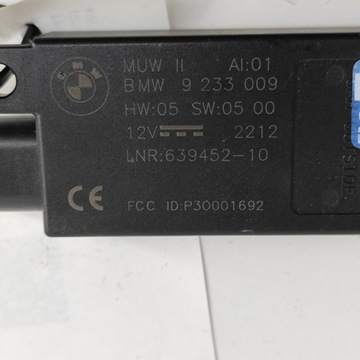 BMW
MUW II AI:01
BMW 9 233 009
HW:05 SW:05 00
12V 2212
LNR:639452-10
CE
FCC ID:P30001692